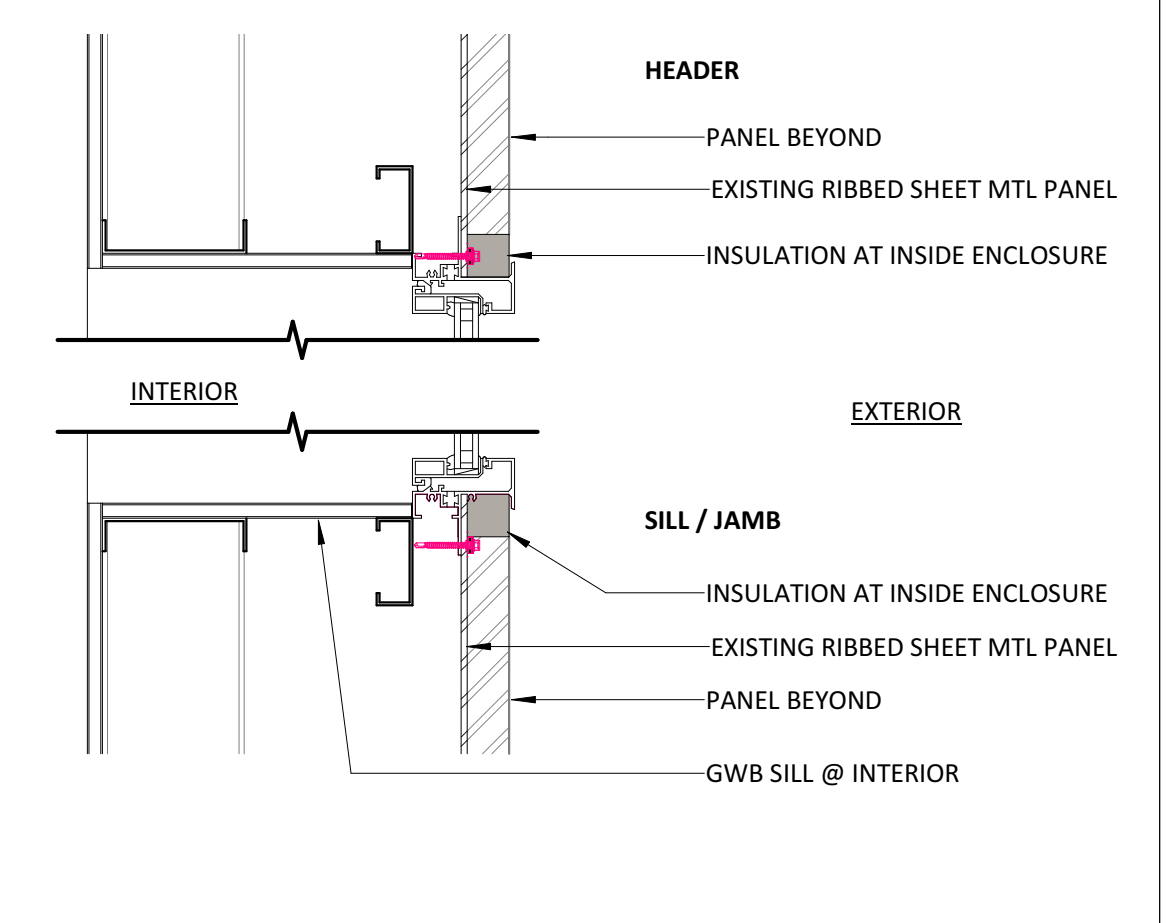 HEADER
PANEL BEYOND
EXISTING RIBBED SHEET MTL PANEL
INSULATION AT INSIDE ENCLOSURE
INTERIOR
EXTERIOR
SILL / JAMB
INSULATION AT INSIDE ENCLOSURE
EXISTING RIBBED SHEET MTL PANEL
PANEL BEYOND
GWB SILL @ INTERIOR